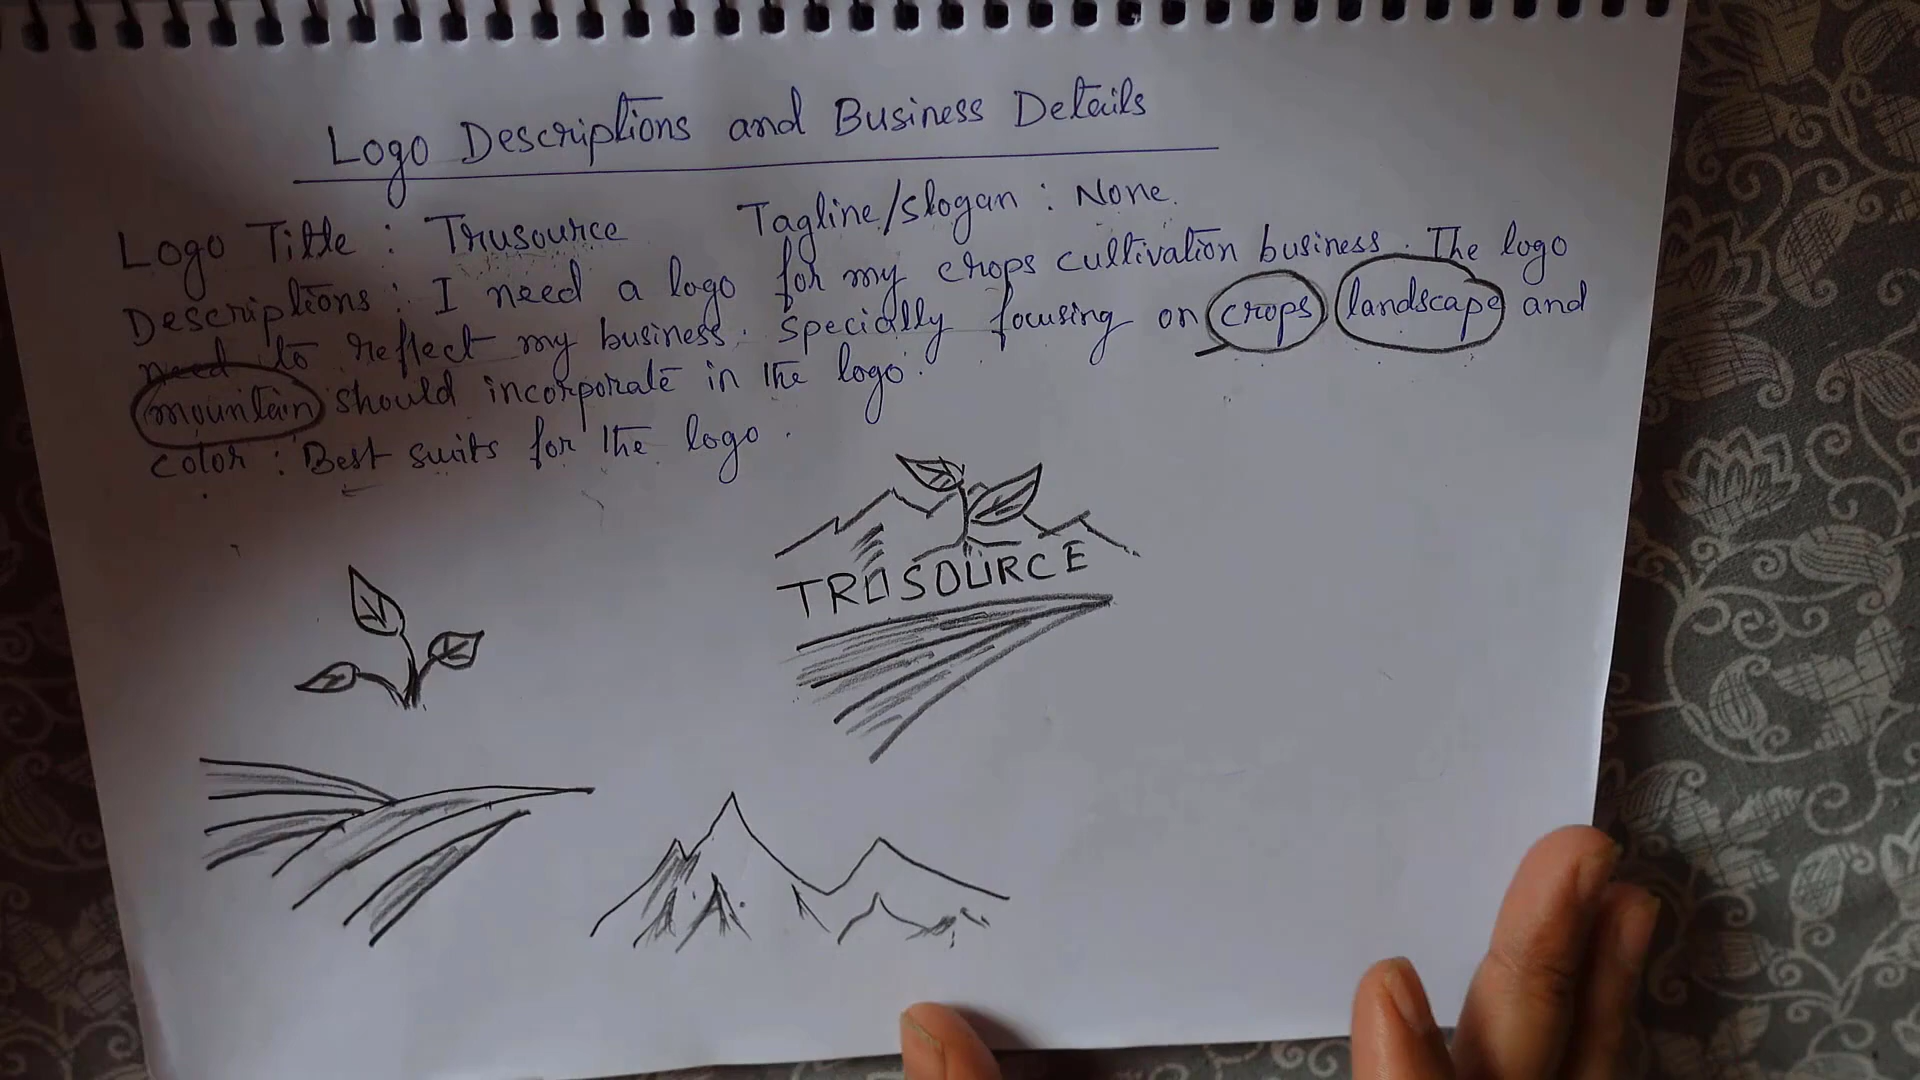 Logo Descriptions and Business Details
Logo Title : Trusource Tagline/Slogan : None.
Descriptions : I need a logo for my crops cultivation business. The logo
need to reflect my business. Specially focusing on crops landscape and
mountain should incorporate in the logo.
Color : Best suits for the logo.
TRUSOURCE